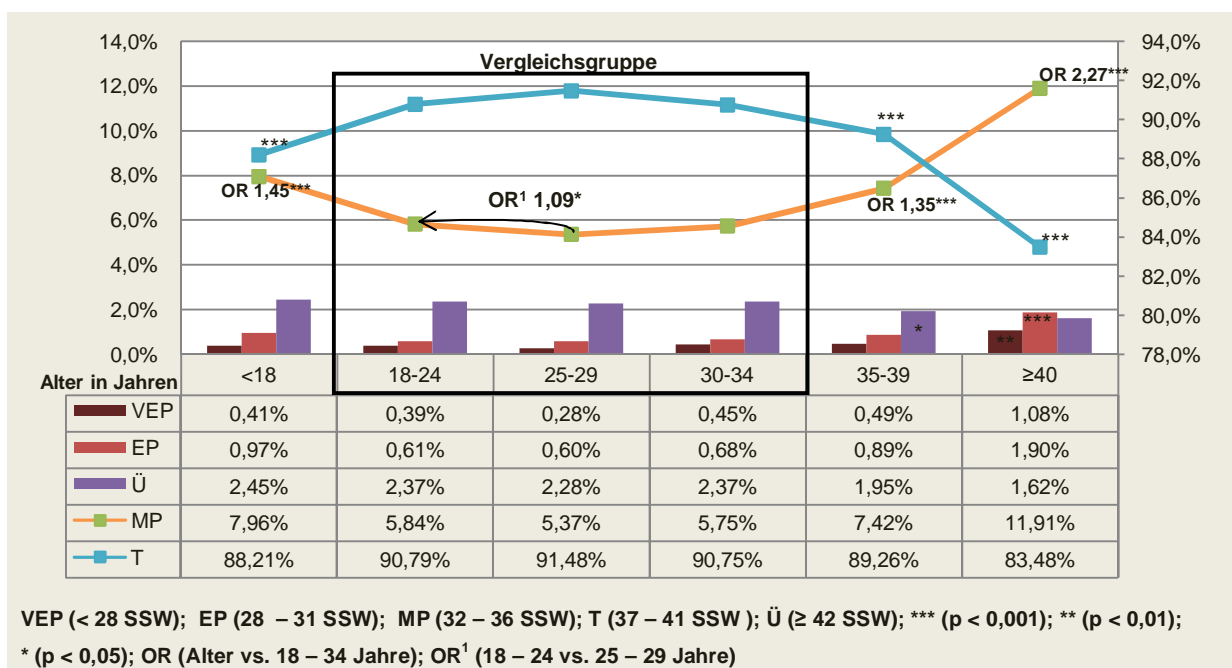 14,0%
12,0%
10,0%
8,0%
6,0%
4,0%
2,0%
0,0%
94,0%
92,0%
90,0%
88,0%
86,0%
84,0%
82,0%
80,0%
78,0%
Vergleichsgruppe
OR 2,27***
***
***
OR 1,45***
OR¹ 1,09*
OR 1,35***
***
*
***
**
Alter in Jahren <18 18-24 25-29 30-34 35-39 ≥40
VEP 0,41% 0,39% 0,28% 0,45% 0,49% 1,08%
EP 0,97% 0,61% 0,60% 0,68% 0,89% 1,90%
Ü 2,45% 2,37% 2,28% 2,37% 1,95% 1,62%
MP 7,96% 5,84% 5,37% 5,75% 7,42% 11,91%
T 88,21% 90,79% 91,48% 90,75% 89,26% 83,48%
VEP (< 28 SSW); EP (28 – 31 SSW); MP (32 – 36 SSW); T (37 – 41 SSW ); Ü (≥ 42 SSW); *** (p < 0,001); ** (p < 0,01);
* (p < 0,05); OR (Alter vs. 18 – 34 Jahre); OR¹ (18 – 24 vs. 25 – 29 Jahre)